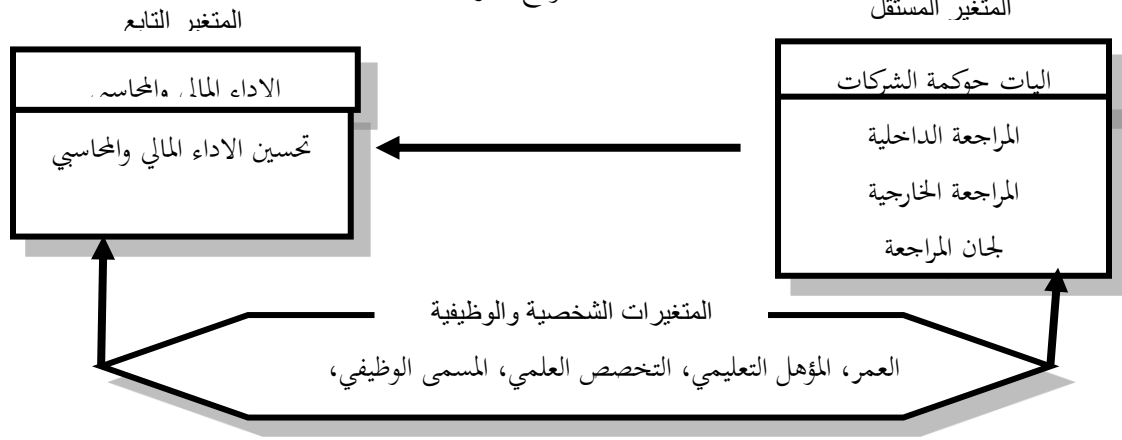 المتغير المستقل
اليات حوكمة الشركات
المراجعة الداخلية
المراجعة الخارجية
لجان المراجعة
المتغير التابع
الاداء المالي والمحاسبي
تحسين الاداء المالي والمحاسبي
المتغيرات الشخصية والوظيفية
العمر، المؤهل التعليمي، التخصص العلمي، المسمى الوظيفي،